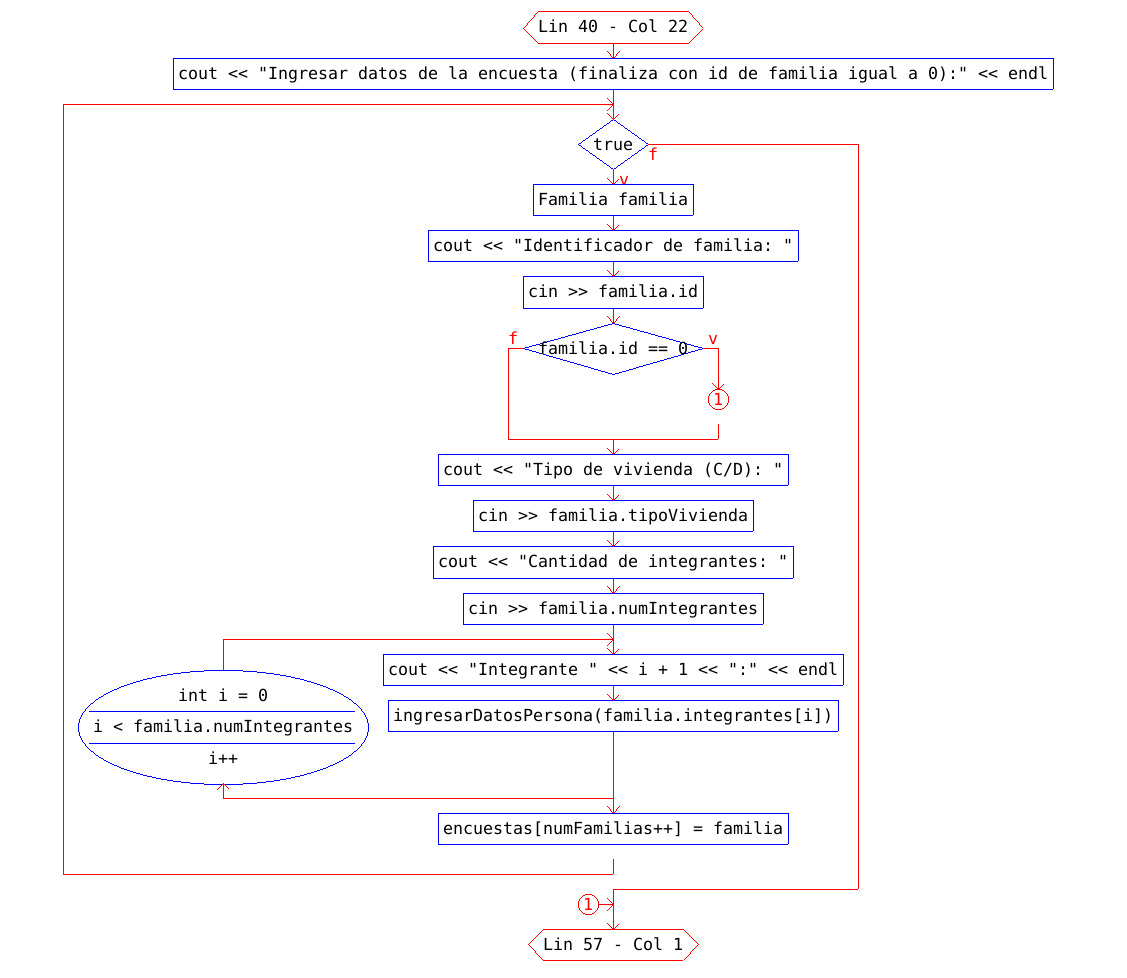 Lin 40 - Col 22
cout << "Ingresar datos de la encuesta (finaliza con id de familia igual a 0):" << endl
true
f
v
Familia familia
cout << "Identificador de familia: "
cin >> familia.id
f
v
familia.id == 0
1
cout << "Tipo de vivienda (C/D): "
cin >> familia.tipoVivienda
cout << "Cantidad de integrantes: "
cin >> familia.numIntegrantes
int i = 0
i < familia.numIntegrantes
i++
cout << "Integrante " << i + 1 << ":" << endl
ingresarDatosPersona(familia.integrantes[i])
encuestas[numFamilias++] = familia
1
Lin 57 - Col 1